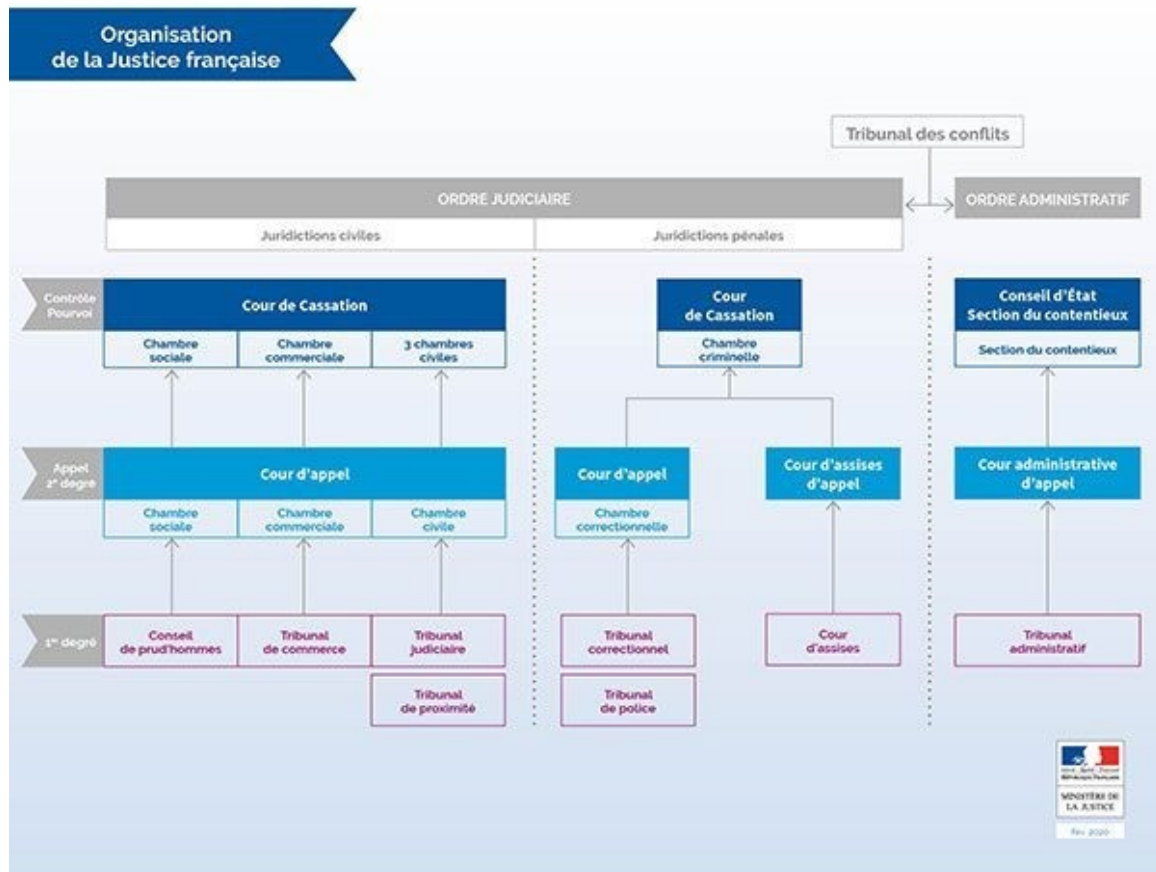 Organisation
de la Justice française
Tribunal des conflits
ORDRE JUDICIAIRE
ORDRE ADMINISTRATIF
Juridictions civiles
Juridictions pénales
Contrôle
Pourvoi
Cour de Cassation
Chambre
sociale
Chambre
commerciale
3 chambres
civiles
Cour
de Cassation
Chambre
criminelle
Conseil d'État
Section du contentieux
Section du contentieux
Appel
2e degré
Cour d'appel
Chambre
sociale
Chambre
commerciale
Chambre
civile
Cour d'appel
Chambre
correctionnelle
Cour d'assises
d'appel
Cour administrative
d'appel
1er degré
Conseil
de prud'hommes
Tribunal
de commerce
Tribunal
judiciaire
Tribunal
de proximité
Tribunal
correctionnel
Tribunal
de police
Cour
d'assises
Tribunal
administratif
MINISTÈRE DE
LA JUSTICE
Fév 2020